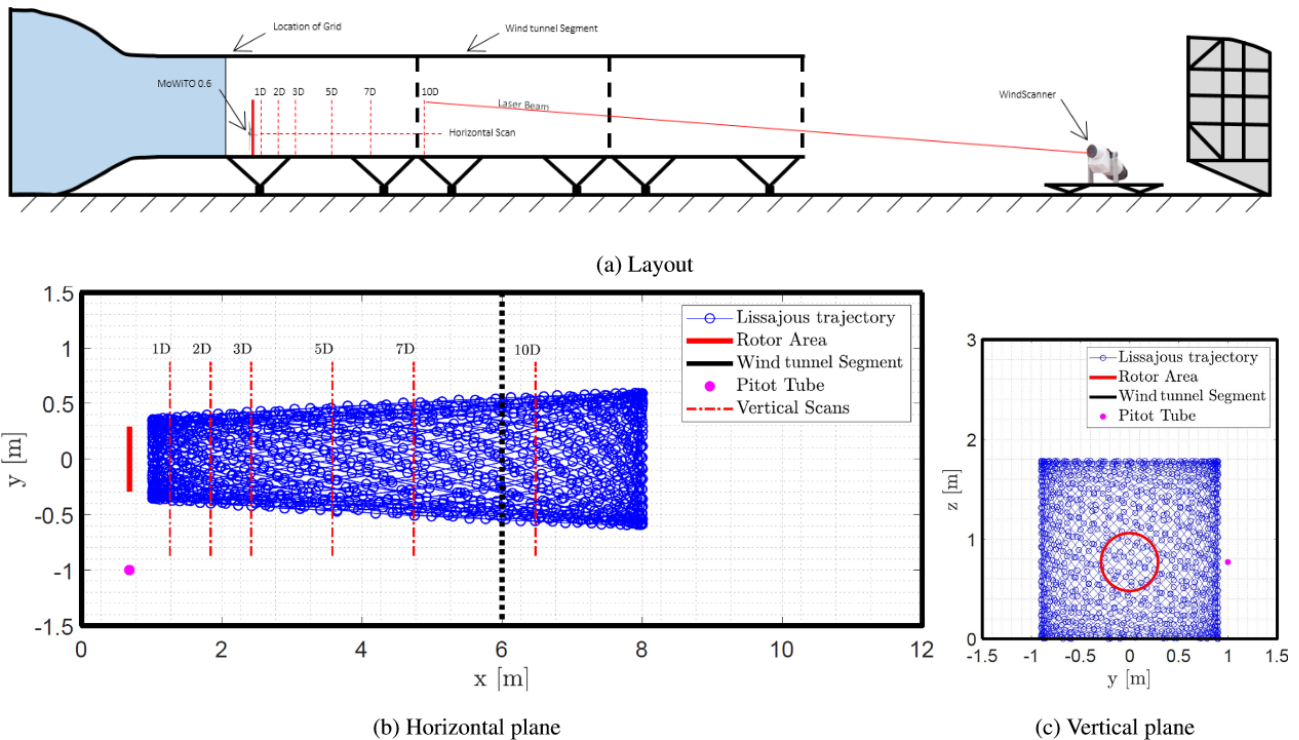 Location of Grid
Wind tunnel Segment
MoWiTO 0.6
1D 2D 3D 5D 7D 10D
Laser Beam
Horizontal Scan
WindScanner
(a) Layout
1.5
1
0.5
0
-0.5
-1
-1.5
y [m]
1D 2D 3D 5D 7D 10D
Lissajous trajectory
Rotor Area
Wind tunnel Segment
Pitot Tube
Vertical Scans
0 2 4 6 8 10 12
x [m]
(b) Horizontal plane
3
2
1
0
z [m]
Lissajous trajectory
Rotor Area
Wind tunnel Segment
Pitot Tube
-1.5 -1 -0.5 0 0.5 1 1.5
y [m]
(c) Vertical plane